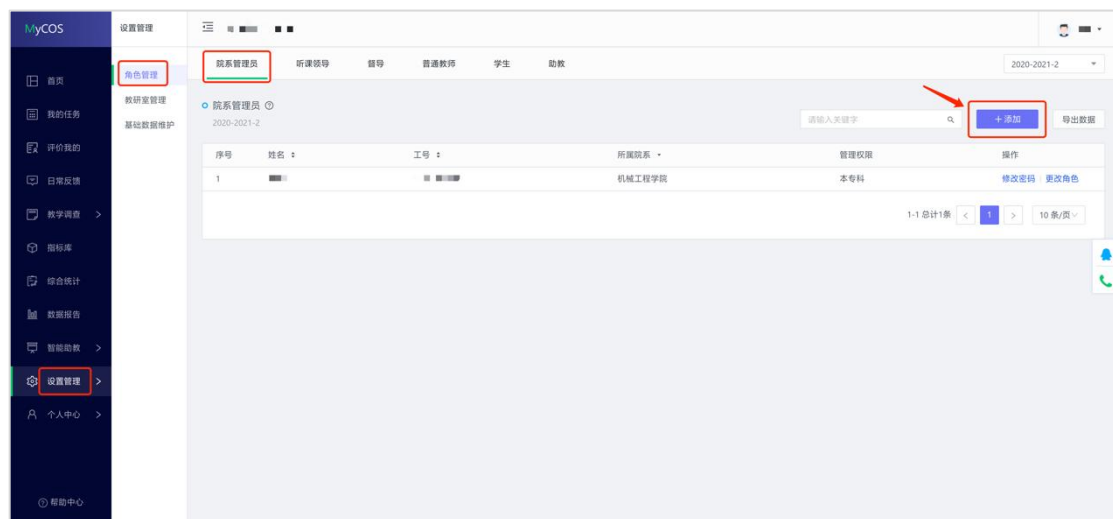 MyCOS
设置管理
首页
我的任务
评价我的
日常反馈
教学调查
指标库
综合统计
数据报告
智能助教
设置管理
个人中心
帮助中心
角色管理
教研室管理
基础数据维护
院系管理员 听课领导 督导 普通教师 学生 助教 2020-2021-2
院系管理员
2020-2021-2
请输入关键字 +添加 导出数据
序号 姓名 工号 所属院系 管理权限 操作
1 机械工程学院 本专科 修改密码 更改角色
1-1 总计1条 < 1 > 10 条/页